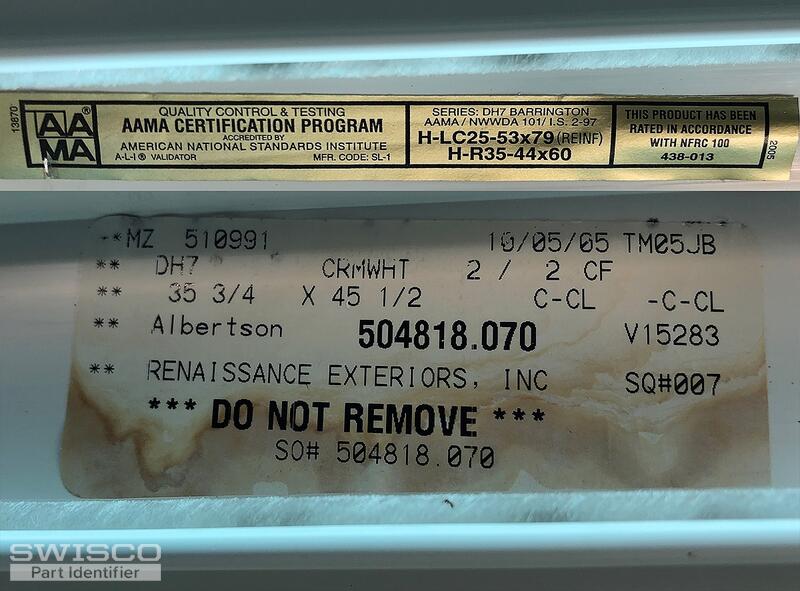 13870
AAMA ®
QUALITY CONTROL & TESTING
AAMA CERTIFICATION PROGRAM
ACCREDITED BY
AMERICAN NATIONAL STANDARDS INSTITUTE
A-L-I® VALIDATOR MFR. CODE: SL-1
SERIES: DH7 BARRINGTON
AAMA / NWWDA 101 / I.S. 2-97
H-LC25-53x79 (REINF)
H-R35-44x60
THIS PRODUCT HAS BEEN
RATED IN ACCORDANCE
WITH NFRC 100
438-013
2005
**MZ 510991 10/05/05 TM05JB
** DH7 CRMWHT 2 / 2 CF
** 35 3/4 X 45 1/2 C-CL -C-CL
** Albertson 504818.070 V15283
** RENAISSANCE EXTERIORS, INC SQ#007
*** DO NOT REMOVE ***
SO# 504818.070
SWISCO
Part Identifier